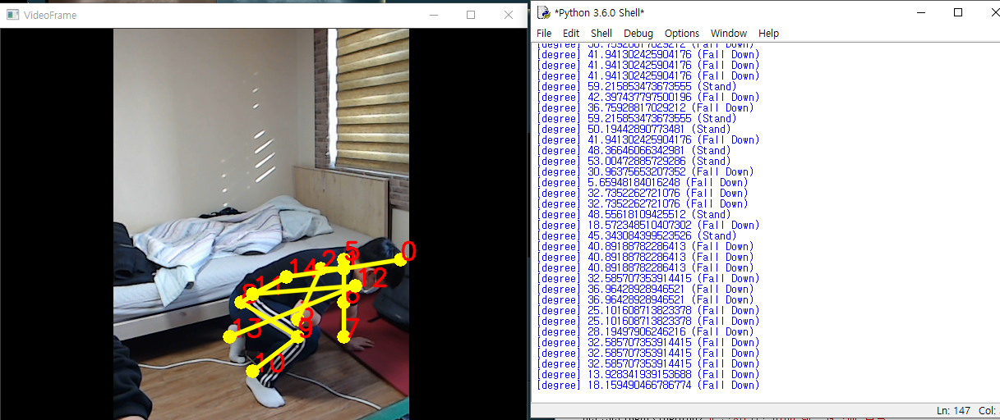 VideoFrame
5
0
2
14
12
11
8
6
13
9
7
10
*Python 3.6.0 Shell*
File Edit Shell Debug Options Window Help
[degree] 36.75928817029212 (Fall Down)
[degree] 41.941302425904176 (Fall Down)
[degree] 41.941302425904176 (Fall Down)
[degree] 41.941302425904176 (Fall Down)
[degree] 59.215853473673555 (Stand)
[degree] 42.397437797500196 (Fall Down)
[degree] 36.75928817029212 (Fall Down)
[degree] 59.215853473673555 (Stand)
[degree] 50.19442890773481 (Stand)
[degree] 41.941302425904176 (Fall Down)
[degree] 48.36646066342981 (Stand)
[degree] 53.00472885729286 (Stand)
[degree] 30.96375653207352 (Fall Down)
[degree] 5.65948184016248 (Fall Down)
[degree] 32.7352262721076 (Fall Down)
[degree] 32.7352262721076 (Fall Down)
[degree] 48.55618109425512 (Stand)
[degree] 18.572348510407302 (Fall Down)
[degree] 45.343084399523526 (Stand)
[degree] 40.89188782286413 (Fall Down)
[degree] 40.89188782286413 (Fall Down)
[degree] 40.89188782286413 (Fall Down)
[degree] 32.585707353914415 (Fall Down)
[degree] 36.96428928946521 (Fall Down)
[degree] 36.96428928946521 (Fall Down)
[degree] 25.101608713823378 (Fall Down)
[degree] 25.101608713823378 (Fall Down)
[degree] 28.19497906246216 (Fall Down)
[degree] 32.585707353914415 (Fall Down)
[degree] 32.585707353914415 (Fall Down)
[degree] 32.585707353914415 (Fall Down)
[degree] 13.928341939153688 (Fall Down)
[degree] 18.159490466786774 (Fall Down)
Ln: 147 Col: